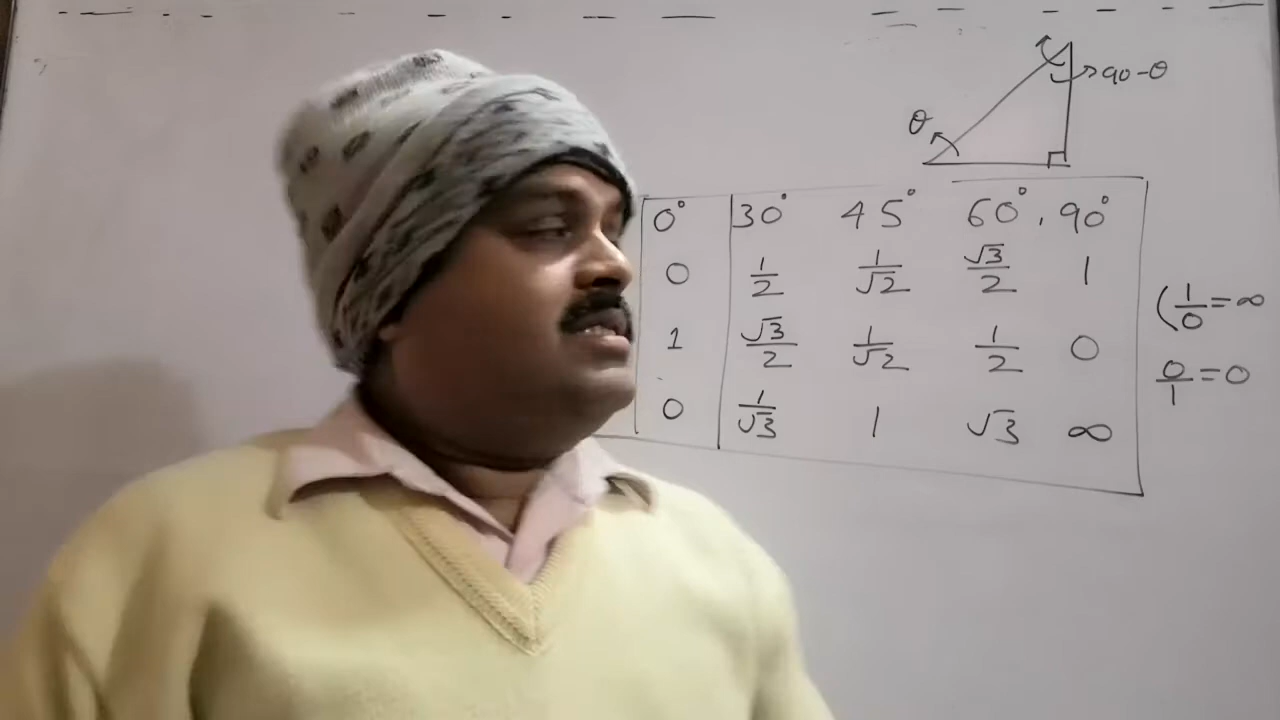 θ
90-θ
0° 30° 45° 60° . 90°
0 1/2 1/√2 √3/2 1
1 √3/2 1/√2 1/2 0
0 1/√3 1 √3 ∞
(1/0=∞
0/1=0